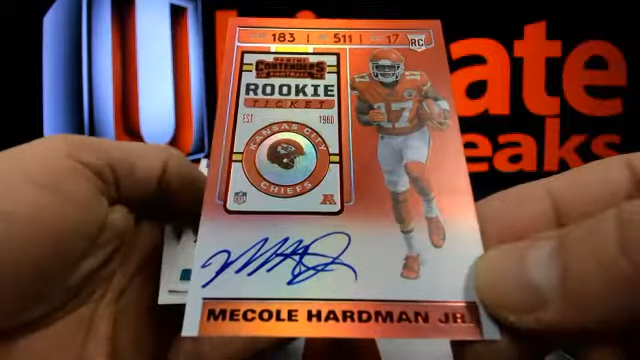 183 | 511 | 17 RC
PANINI
CONTENDERS
FOOTBALL
ROOKIE
TICKET
EST 1960
KANSAS CITY
CHIEFS
NFL A
17
MECOLE HARDMAN JR.
ate
eaks